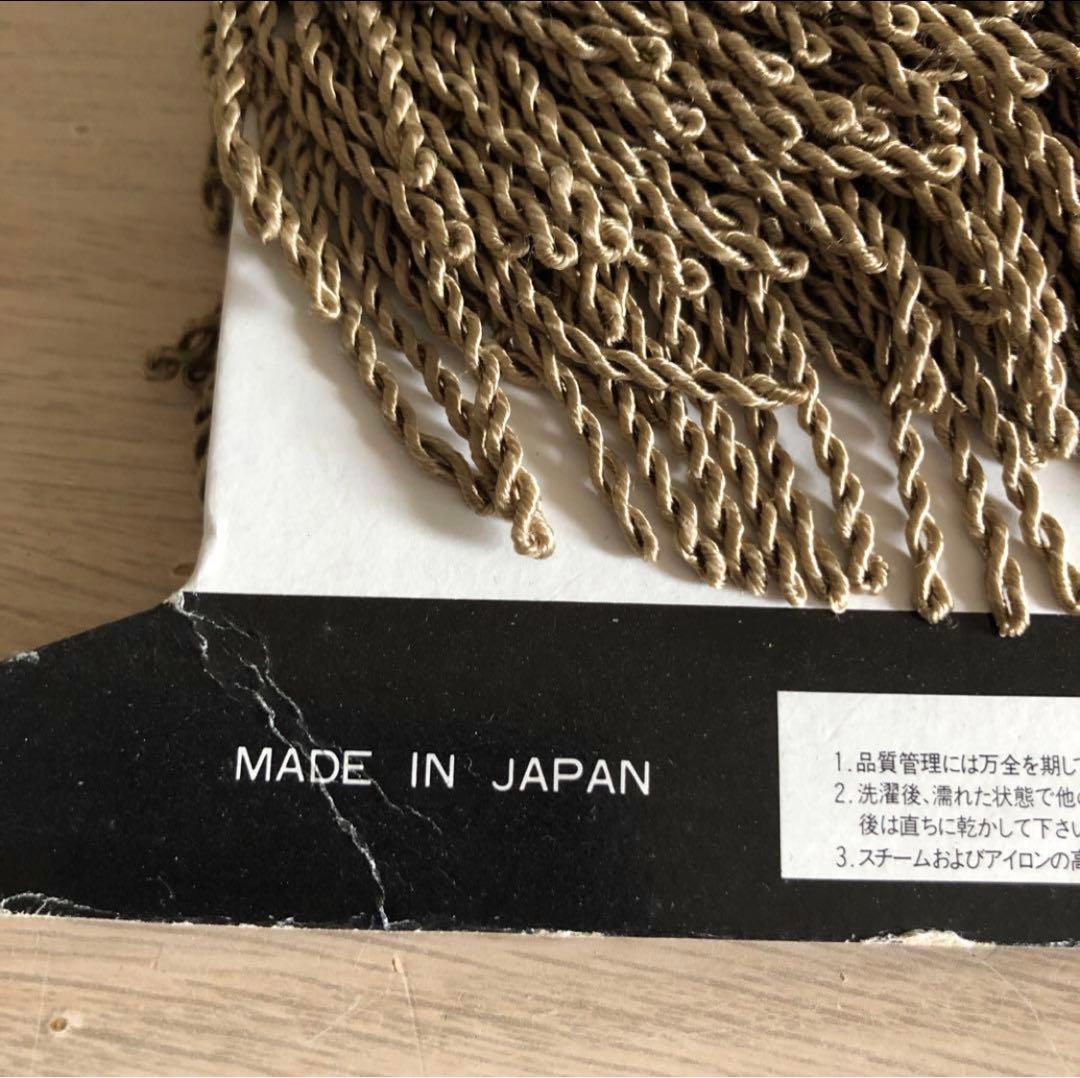 MADE IN JAPAN
1.品質管理には万全を期して
2.洗濯後、濡れた状態で他の
後は直ちに乾かして下さい
3.スチームおよびアイロンの高